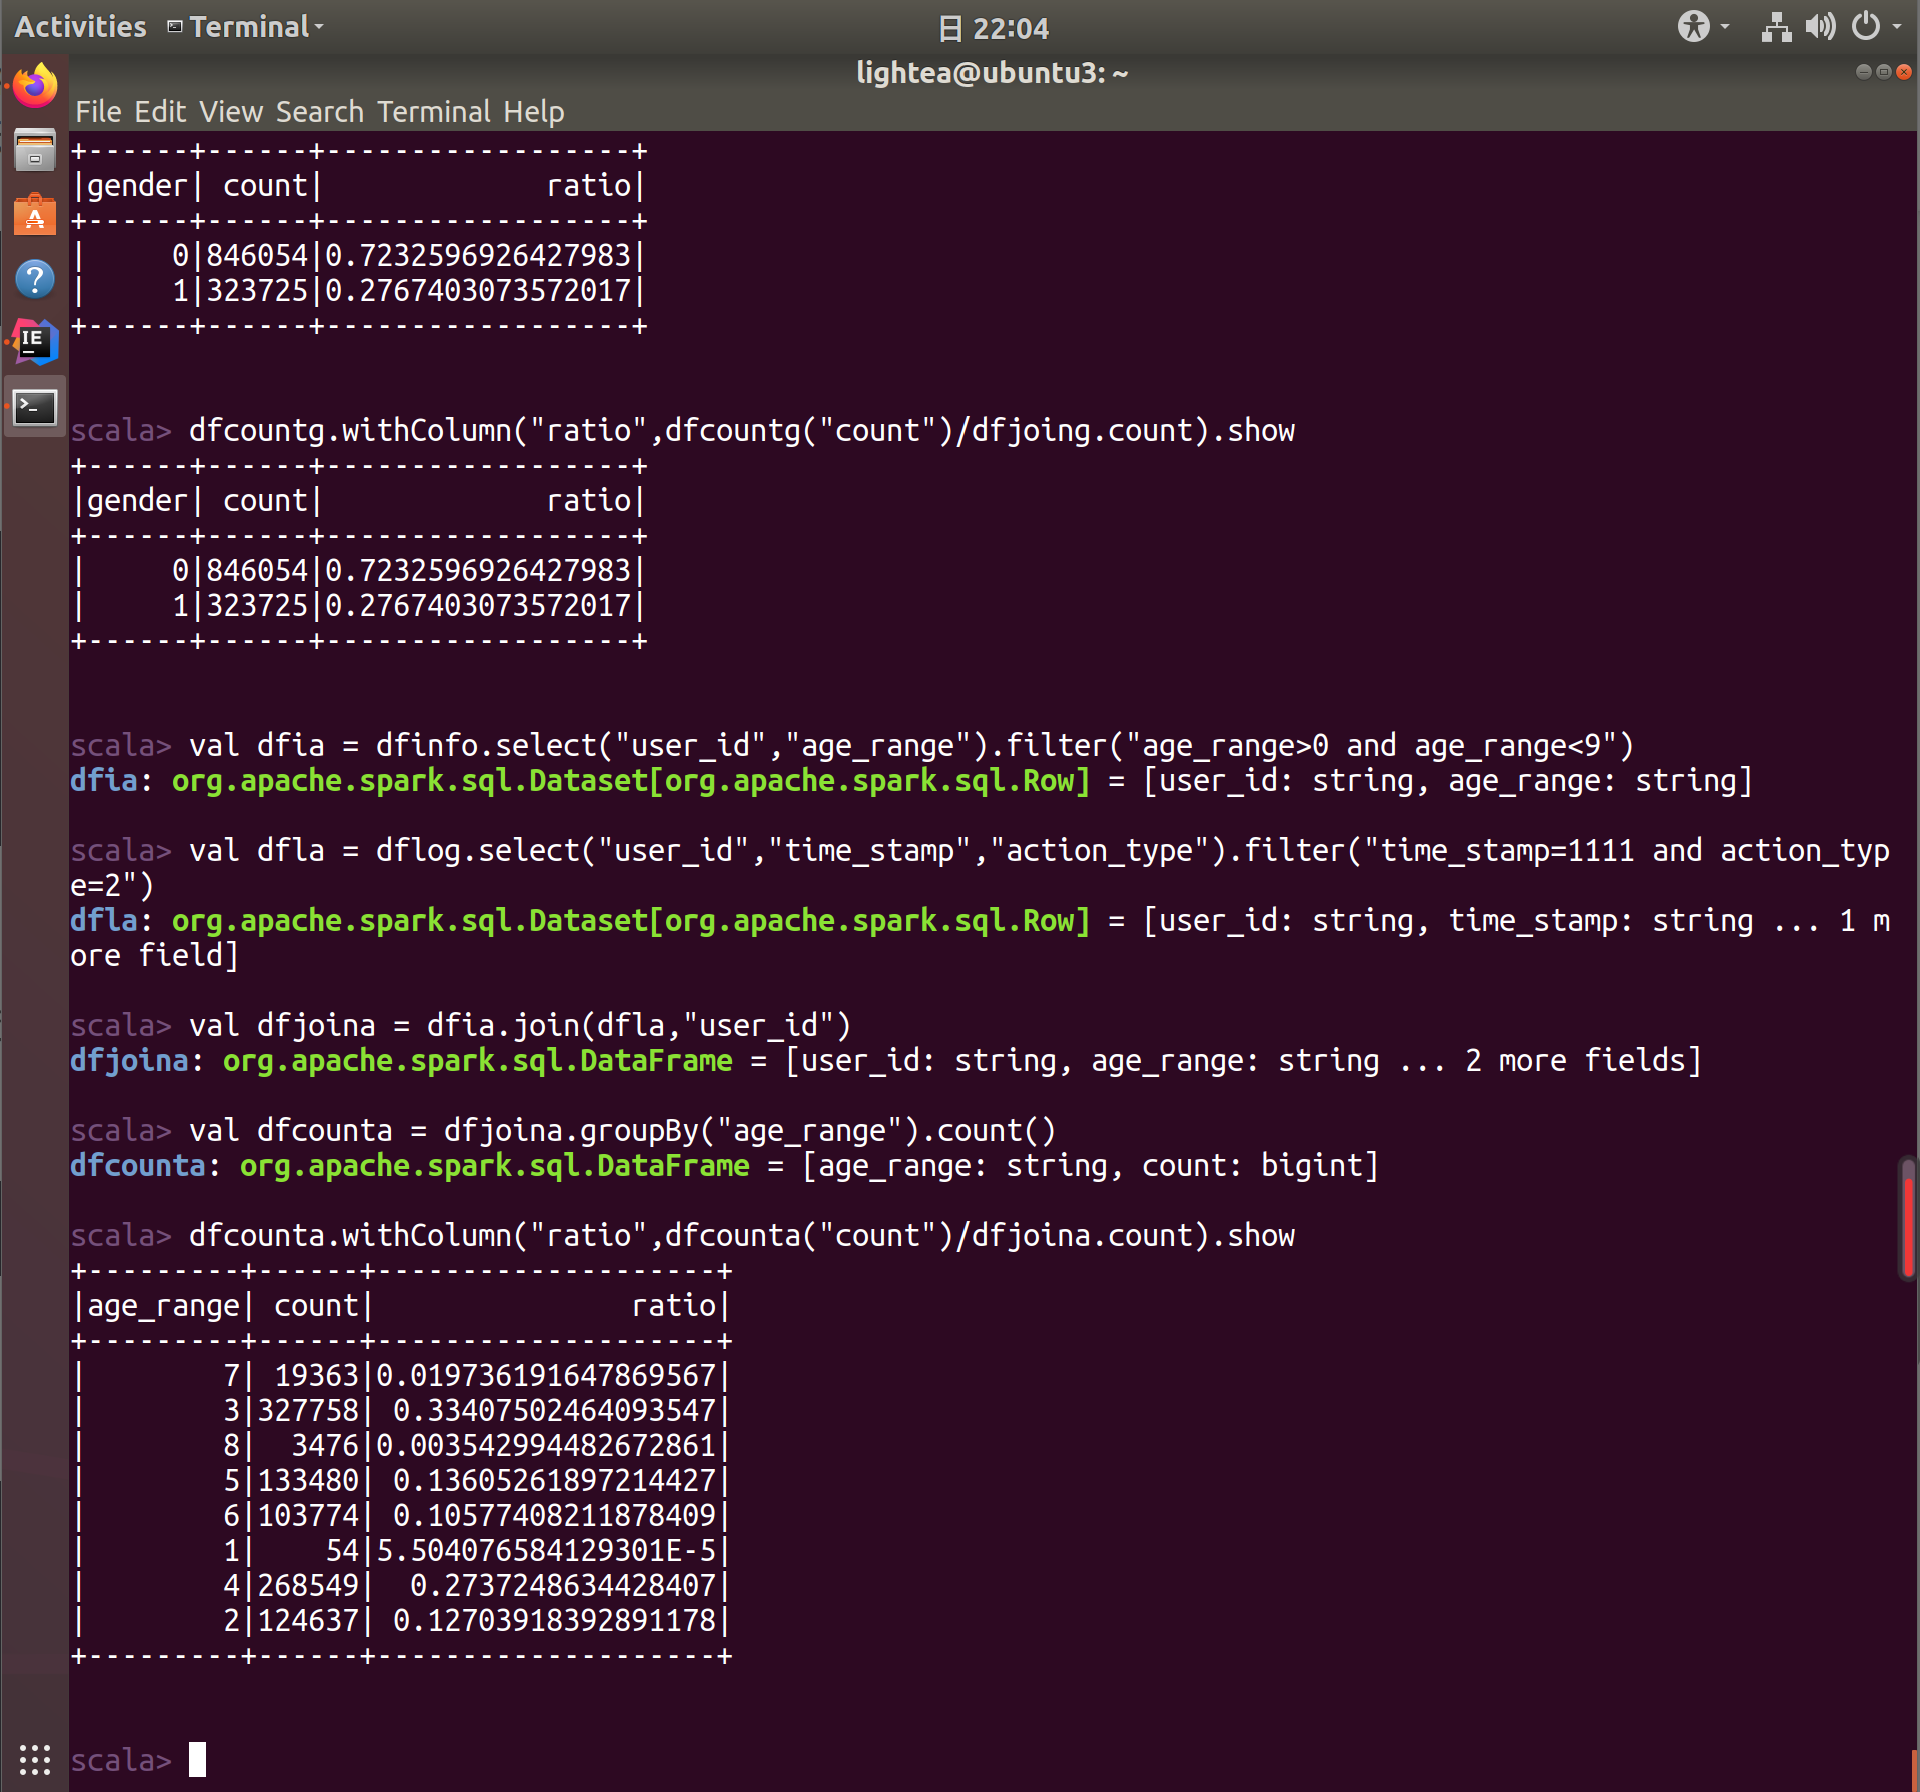 Activities Terminal 日 22:04
lightea@ubuntu3: ~
File Edit View Search Terminal Help
+------+------+------------------+
|gender| count|             ratio|
+------+------+------------------+
|     0|846054|0.7232596926427983|
|     1|323725|0.2767403073572017|
+------+------+------------------+
scala> dfcountg.withColumn("ratio",dfcountg("count")/dfjoing.count).show
+------+------+------------------+
|gender| count|             ratio|
+------+------+------------------+
|     0|846054|0.7232596926427983|
|     1|323725|0.2767403073572017|
+------+------+------------------+
scala> val dfia = dfinfo.select("user_id","age_range").filter("age_range>0 and age_range<9")
dfia: org.apache.spark.sql.Dataset[org.apache.spark.sql.Row] = [user_id: string, age_range: string]
scala> val dfla = dflog.select("user_id","time_stamp","action_type").filter("time_stamp=1111 and action_typ
e=2")
dfla: org.apache.spark.sql.Dataset[org.apache.spark.sql.Row] = [user_id: string, time_stamp: string ... 1 m
ore field]
scala> val dfjoina = dfia.join(dfla,"user_id")
dfjoina: org.apache.spark.sql.DataFrame = [user_id: string, age_range: string ... 2 more fields]
scala> val dfcounta = dfjoina.groupBy("age_range").count()
dfcounta: org.apache.spark.sql.DataFrame = [age_range: string, count: bigint]
scala> dfcounta.withColumn("ratio",dfcounta("count")/dfjoina.count).show
+---------+------+--------------------+
|age_range| count|               ratio|
+---------+------+--------------------+
|        7| 19363|0.019736191647869567|
|        3|327758| 0.33407502464093547|
|        8|  3476|0.003542994482672861|
|        5|133480| 0.13605261897214427|
|        6|103774| 0.10577408211878409|
|        1|    54|5.504076584129301E-5|
|        4|268549|  0.2737248634428407|
|        2|124637| 0.12703918392891178|
+---------+------+--------------------+
scala>